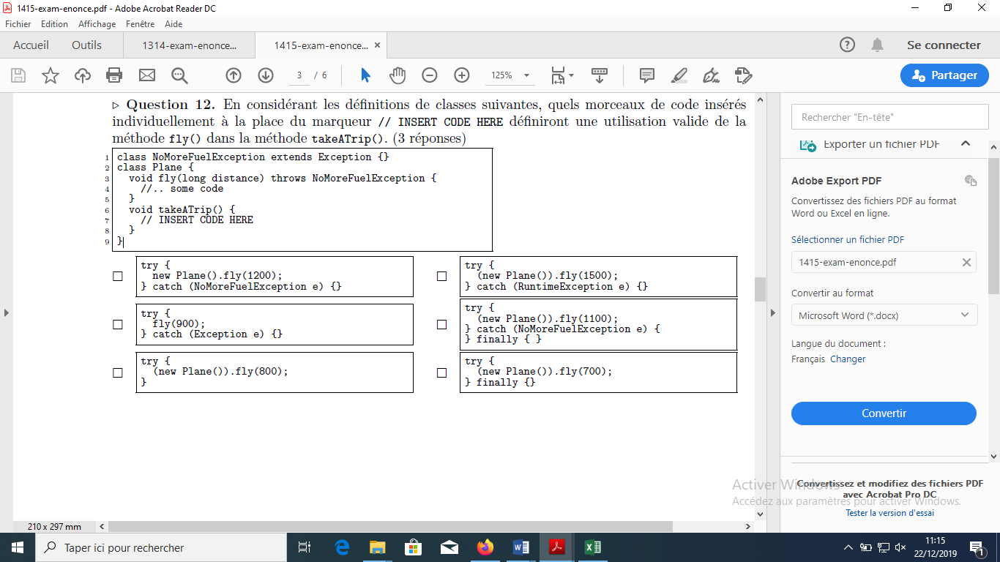 1415-exam-enonce.pdf - Adobe Acrobat Reader DC
Fichier Edition Affichage Fenêtre Aide
Accueil Outils 1314-exam-enonce... 1415-exam-enonce... × Se connecter
3 / 6 125% Partager
▷ Question 12. En considérant les définitions de classes suivantes, quels morceaux de code insérés
individuellement à la place du marqueur // INSERT CODE HERE définiront une utilisation valide de la
méthode fly() dans la méthode takeATrip(). (3 réponses)
1 class NoMoreFuelException extends Exception {}
2 class Plane {
3 void fly(long distance) throws NoMoreFuelException {
4 //.. some code
5 }
6 void takeATrip() {
7 // INSERT CODE HERE
8 }
9 }
try {
new Plane().fly(1200);
} catch (NoMoreFuelException e) {}
try {
(new Plane()).fly(1500);
} catch (RuntimeException e) {}
try {
fly(900);
} catch (Exception e) {}
try {
(new Plane()).fly(1100);
} catch (NoMoreFuelException e) {
} finally { }
try {
(new Plane()).fly(800);
}
try {
(new Plane()).fly(700);
} finally {}
Rechercher "En-tête"
Exporter un fichier PDF
Adobe Export PDF
Convertissez des fichiers PDF au format
Word ou Excel en ligne.
Sélectionner un fichier PDF
1415-exam-enonce.pdf
Convertir au format
Microsoft Word (*.docx)
Langue du document :
Français Changer
Convertir
Activer Windows
Accédez aux paramètres pour activer Windows.
Convertissez et modifiez des fichiers PDF
avec Acrobat Pro DC
Tester la version d'essai
210 x 297 mm
Taper ici pour rechercher
11:15
22/12/2019
1